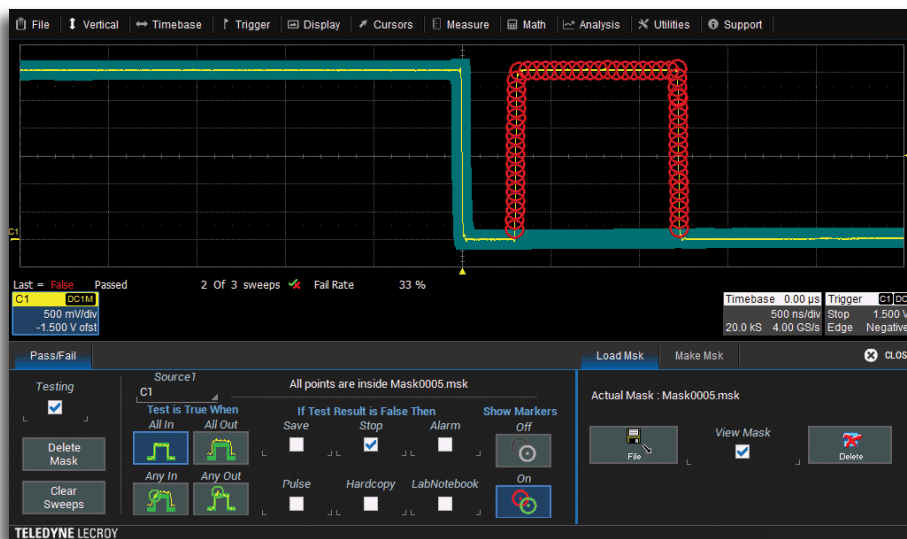 File Vertical Timebase Trigger Display Cursors Measure Math Analysis Utilities Support
C1
Last = False Passed 2 Of 3 sweeps Fail Rate 33 %
C1 DC1M
500 mV/div
-1.500 V ofst
Timebase 0.00 µs
500 ns/div
20.0 kS 4.00 GS/s
Trigger C1 DC
Stop 1.500 V
Edge Negative
Pass/Fail
Load Msk Make Msk CLOS
Testing
Delete Mask
Clear Sweeps
Source1
C1
All points are inside Mask0005.msk
Test is True When
All In All Out
Any In Any Out
If Test Result is False Then
Save Stop Alarm
Pulse Hardcopy LabNotebook
Show Markers
Off
On
Actual Mask : Mask0005.msk
File
View Mask
Delete
TELEDYNE LECROY